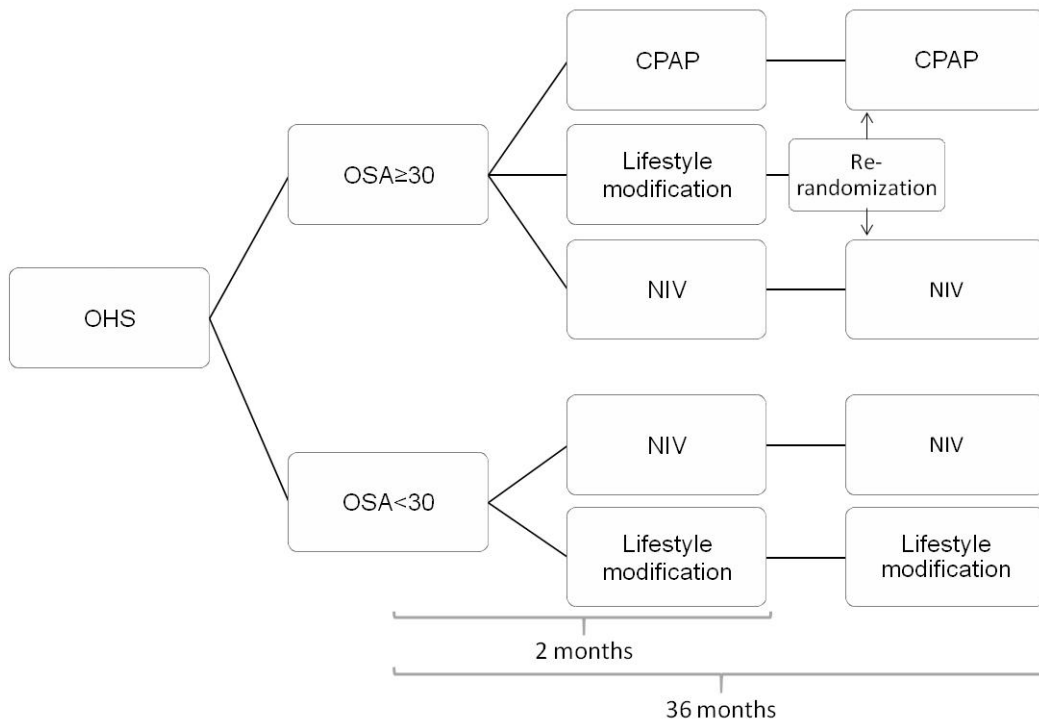 CPAP
CPAP
OSA≥30
Lifestyle
modification
Re-
randomization
NIV
NIV
OHS
OSA<30
NIV
NIV
Lifestyle
modification
Lifestyle
modification
2 months
36 months